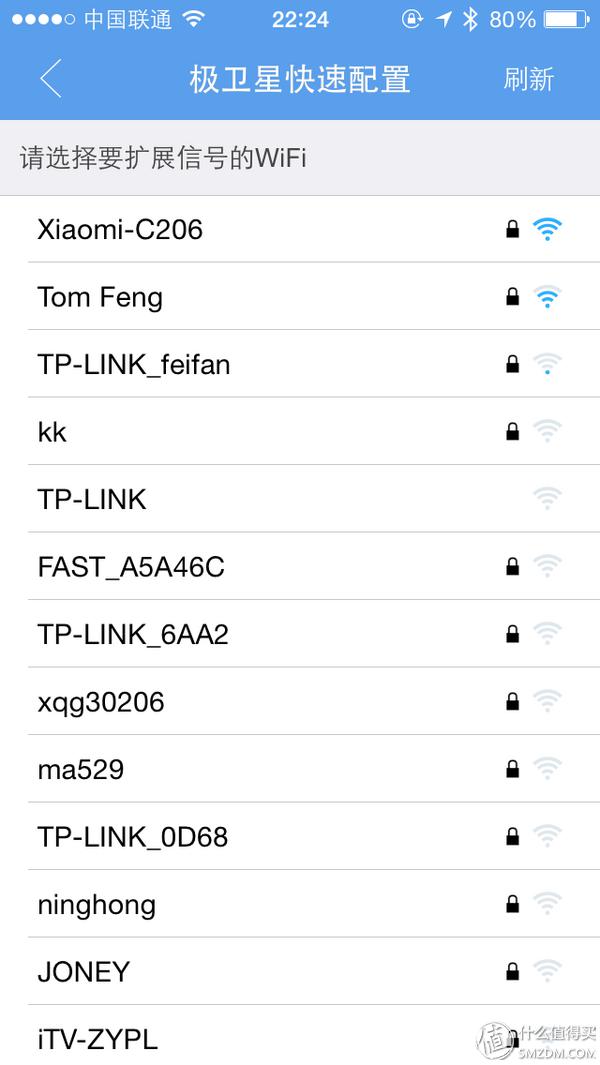 中国联通 22:24 80%
极卫星快速配置 刷新
请选择要扩展信号的WiFi
Xiaomi-C206
Tom Feng
TP-LINK_feifan
kk
TP-LINK
FAST_A5A46C
TP-LINK_6AA2
xqg30206
ma529
TP-LINK_0D68
ninghong
JONEY
iTV-ZYPL
值 什么值得买
SMZDM.COM